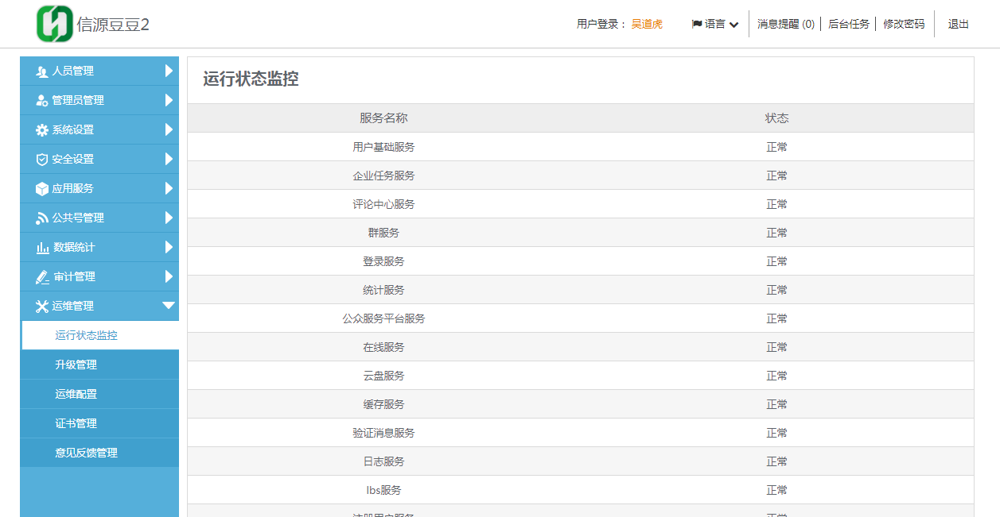 信源豆豆2
用户登录： 吴道虎 语言 消息提醒 (0) 后台任务 修改密码 退出
人员管理
管理员管理
系统设置
安全设置
应用服务
公共号管理
数据统计
审计管理
运维管理
运行状态监控
升级管理
运维配置
证书管理
意见反馈管理
运行状态监控
服务名称 状态
用户基础服务 正常
企业任务服务 正常
评论中心服务 正常
群服务 正常
登录服务 正常
统计服务 正常
公众服务平台服务 正常
在线服务 正常
云盘服务 正常
缓存服务 正常
验证消息服务 正常
日志服务 正常
lbs服务 正常
注册用户服务 正常